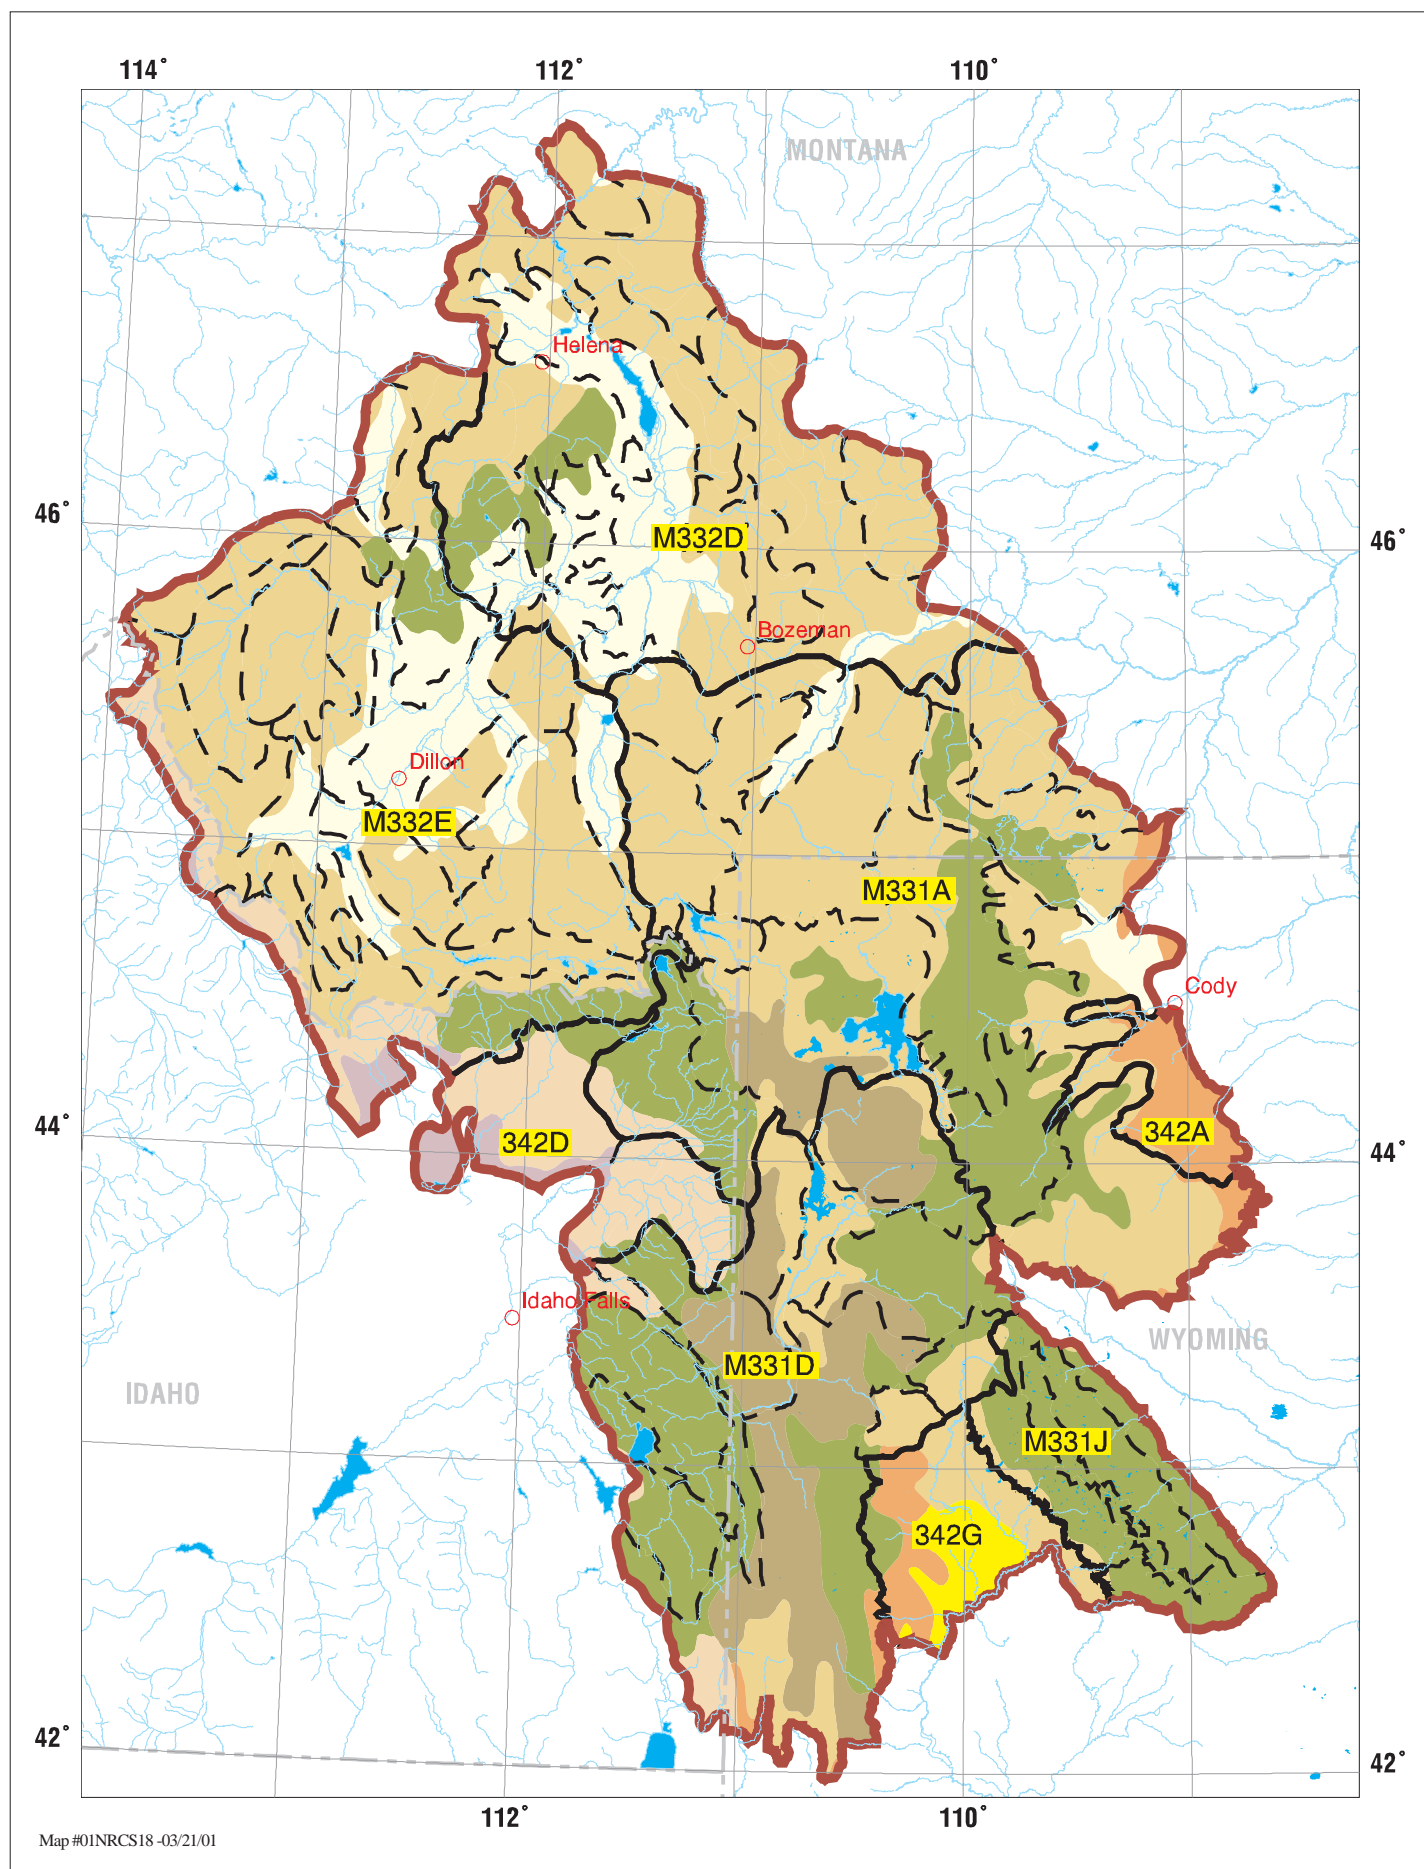 114° 112° 110°
MONTANA
Helena
46°
M332D
46°
Bozeman
Dillon
M332E
M331A
Cody
44°
342D
342A
44°
Idaho Falls
WYOMING
M331D
IDAHO
M331J
342G
42°
42°
112° 110°
Map #01NRCS18 -03/21/01